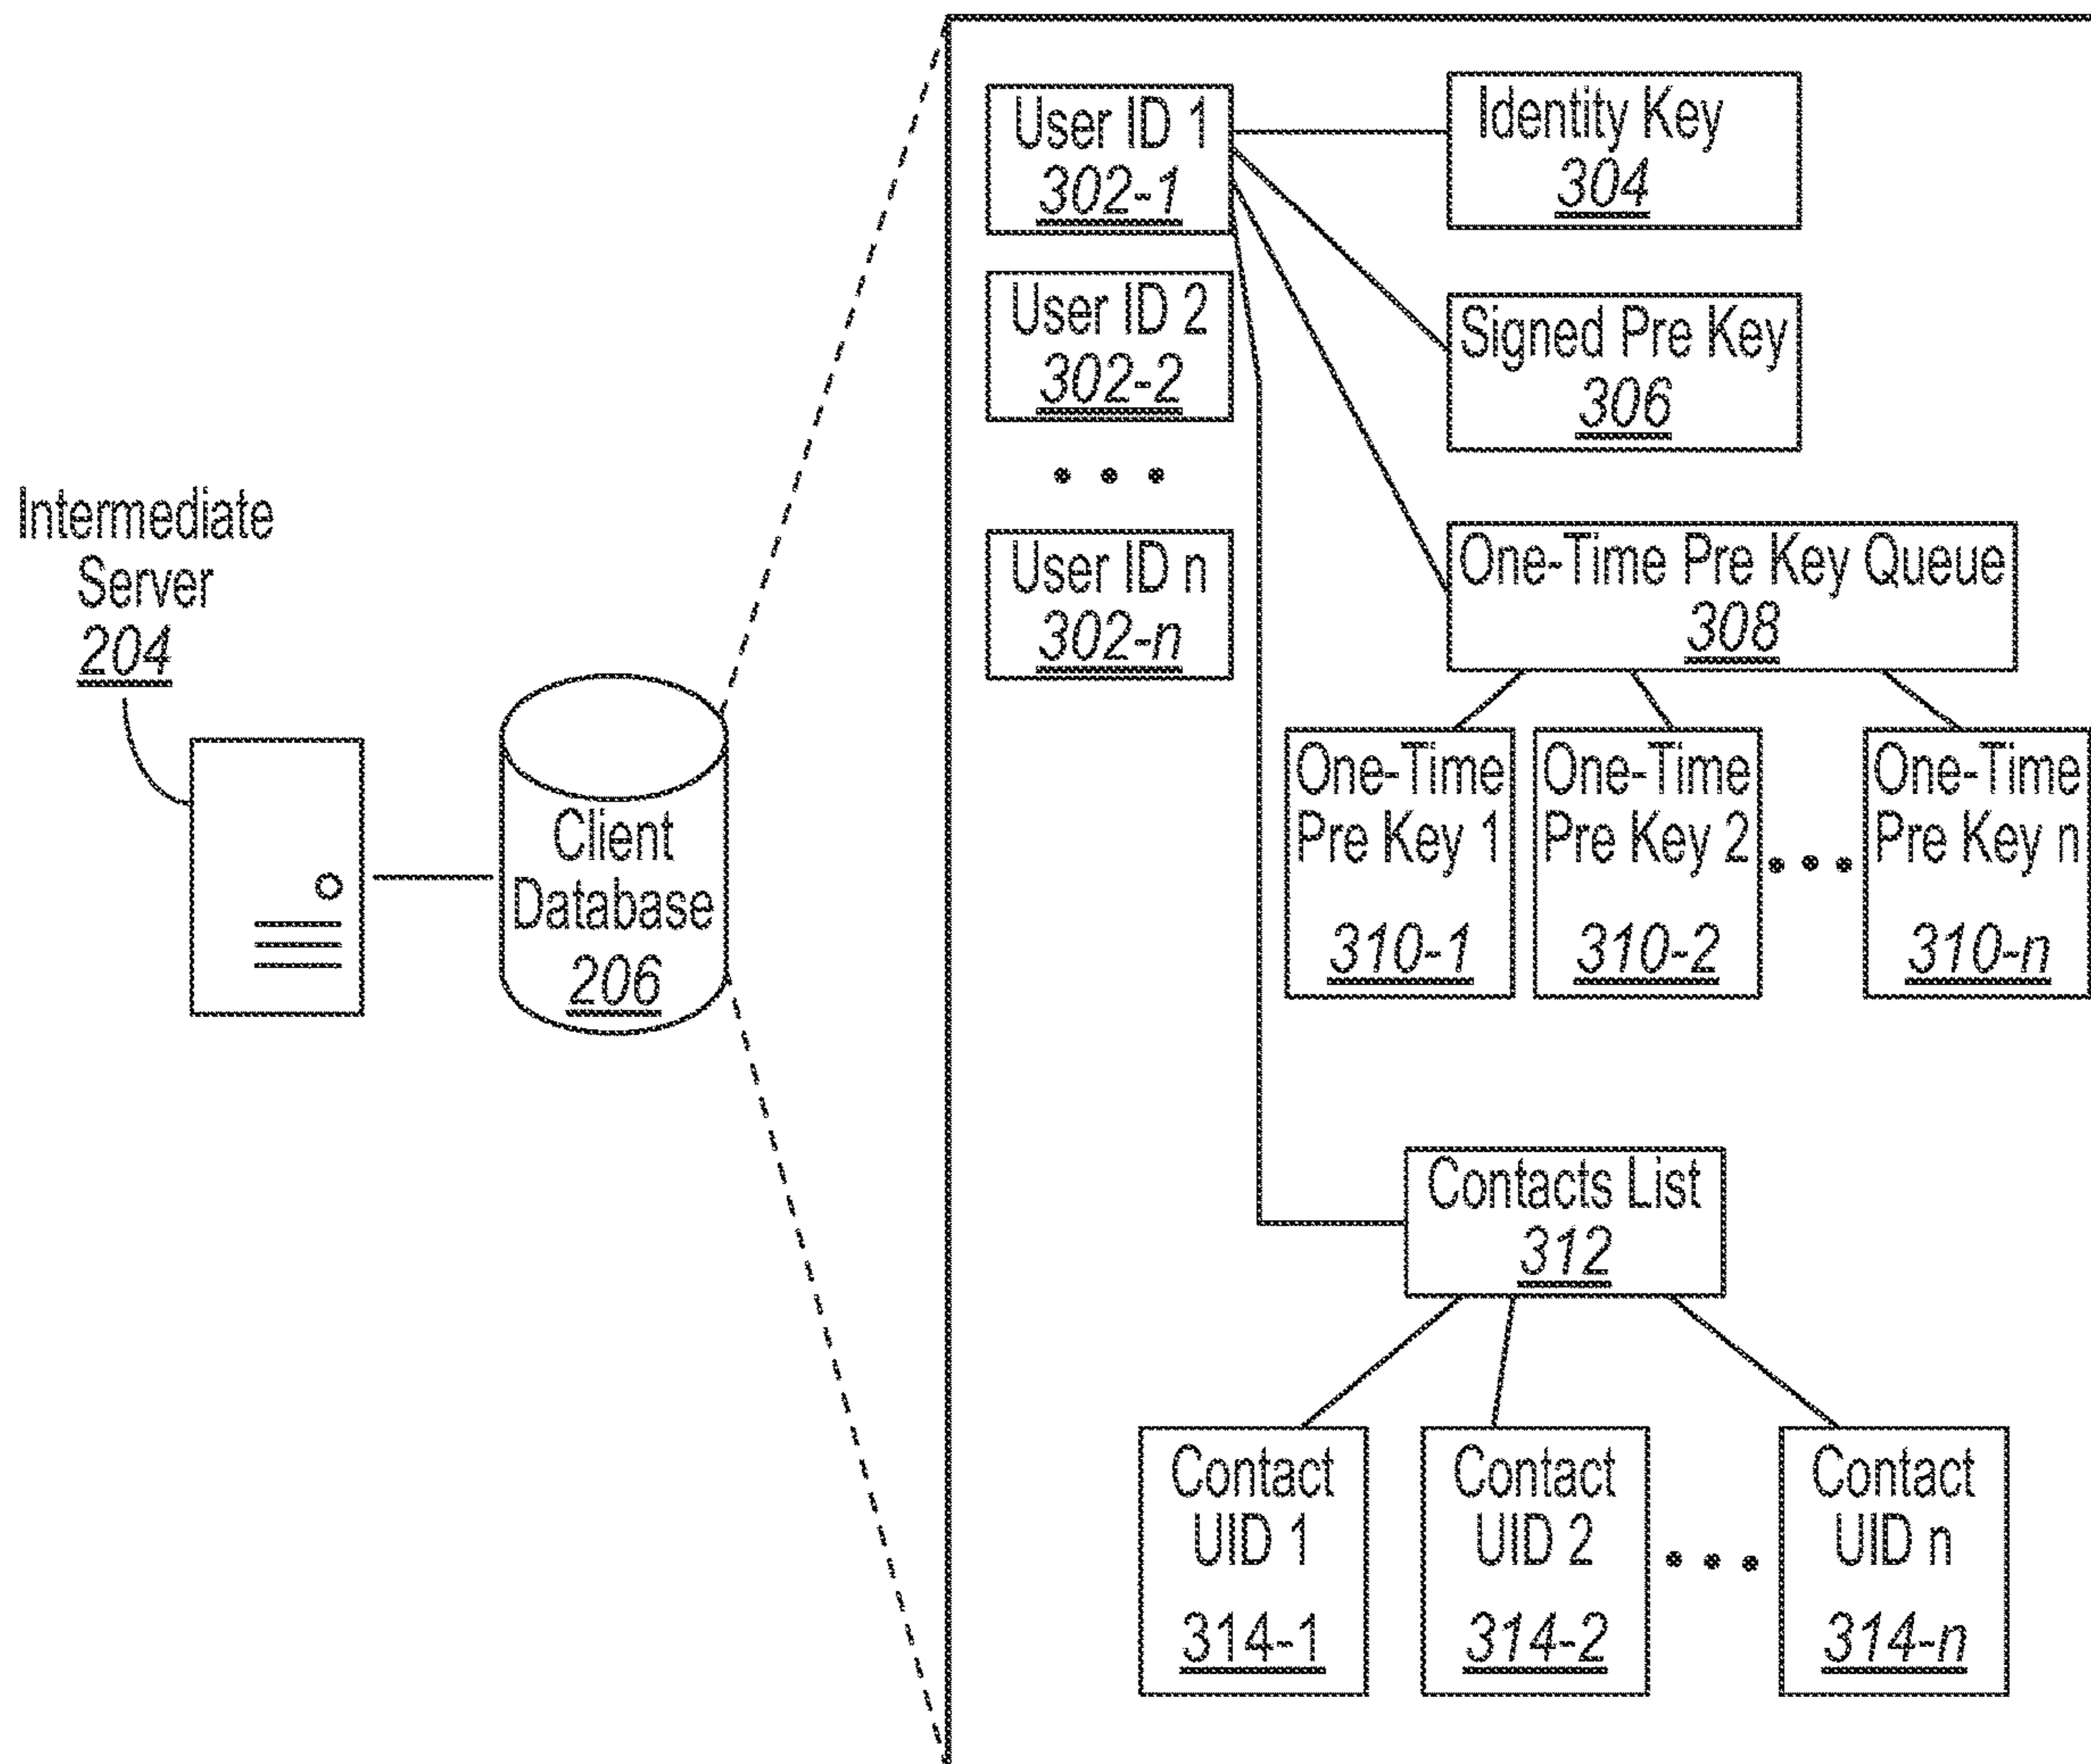 Intermediate
Server
204
Client
Database
206
User ID 1
302-1
User ID 2
302-2
• • •
User ID n
302-n
Identity Key
304
Signed Pre Key
306
One-Time Pre Key Queue
308
One-Time
Pre Key 1
310-1
One-Time
Pre Key 2
310-2
• • •
One-Time
Pre Key n
310-n
Contacts List
312
Contact
UID 1
314-1
Contact
UID 2
314-2
• • •
Contact
UID n
314-n